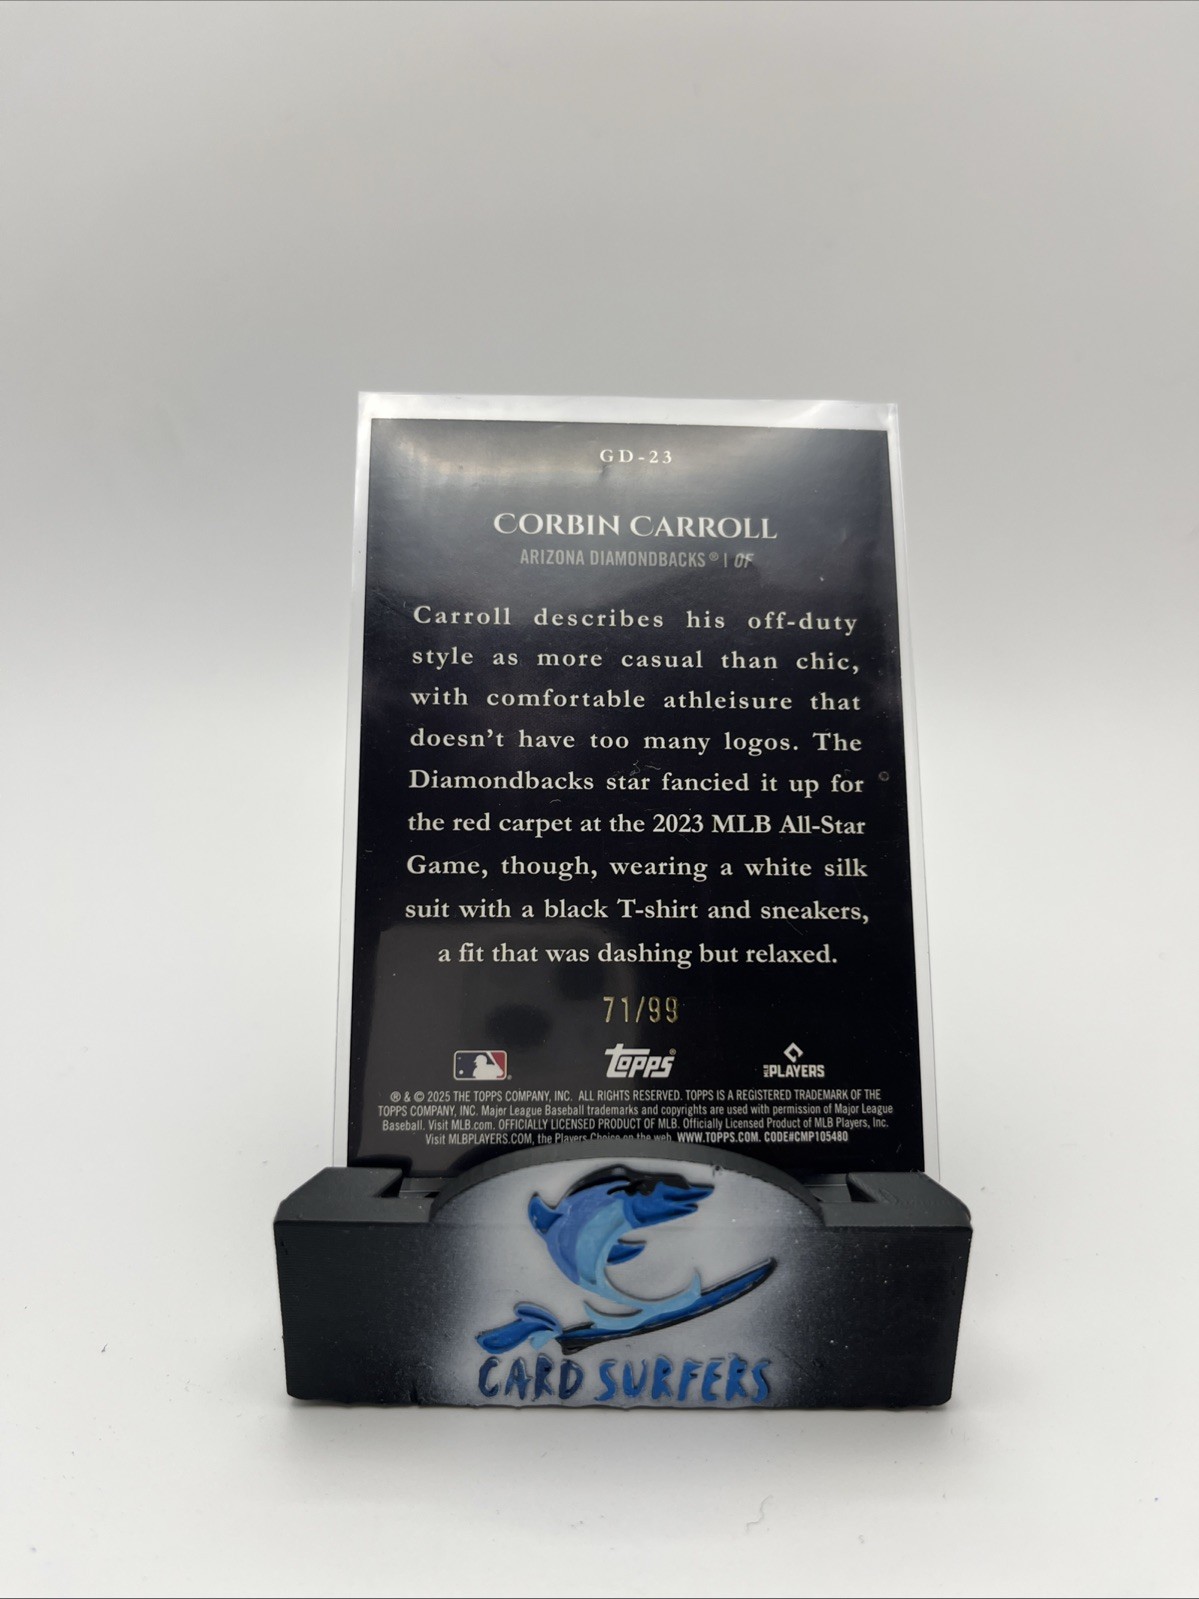 GD-23
CORBIN CARROLL
ARIZONA DIAMONDBACKS® | OF
Carroll describes his off-duty
style as more casual than chic,
with comfortable athleisure that
doesn't have too many logos. The
Diamondbacks star fancied it up for
the red carpet at the 2023 MLB All-Star
Game, though, wearing a white silk
suit with a black T-shirt and sneakers,
a fit that was dashing but relaxed.
71/99
topps®
MLB PLAYERS
® & © 2025 THE TOPPS COMPANY, INC. ALL RIGHTS RESERVED. TOPPS IS A REGISTERED TRADEMARK OF THE
TOPPS COMPANY, INC. Major League Baseball trademarks and copyrights are used with permission of Major League
Baseball. Visit MLB.com. OFFICIALLY LICENSED PRODUCT OF MLB. Officially Licensed Product of MLB Players, Inc.
Visit MLBPLAYERS.COM, the Players Choice on the web. WWW.TOPPS.COM. CODE#CMP105480
CARD SURFERS